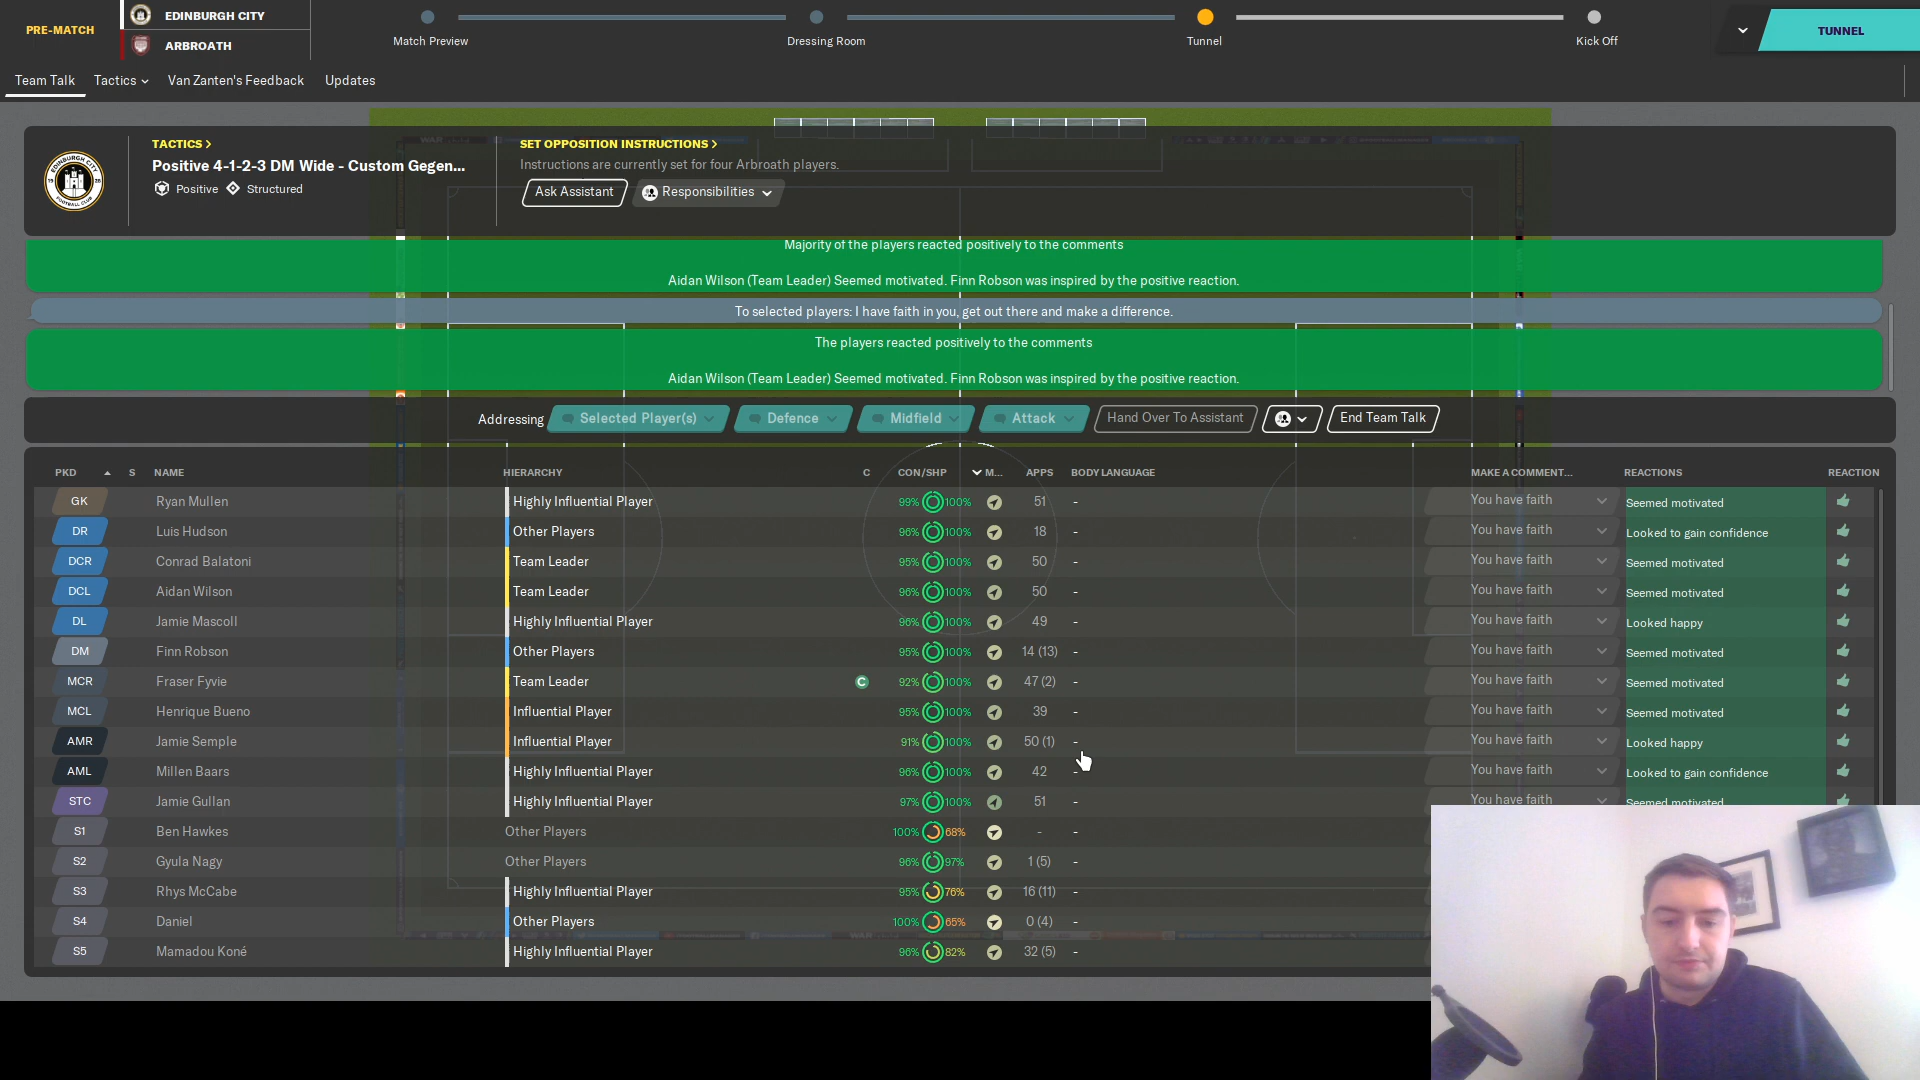 PRE-MATCH
EDINBURGH CITY
ARBROATH
Match Preview
Dressing Room
Tunnel
Kick Off
TUNNEL
Team Talk
Tactics
Van Zanten's Feedback
Updates
TACTICS >
Positive 4-1-2-3 DM Wide - Custom Gegen...
Positive
Structured
SET OPPOSITION INSTRUCTIONS >
Instructions are currently set for four Arbroath players.
Ask Assistant
Responsibilities
Majority of the players reacted positively to the comments
Aidan Wilson (Team Leader) Seemed motivated. Finn Robson was inspired by the positive reaction.
To selected players: I have faith in you, get out there and make a difference.
The players reacted positively to the comments
Aidan Wilson (Team Leader) Seemed motivated. Finn Robson was inspired by the positive reaction.
Addressing Selected Player(s) Defence Midfield Attack Hand Over To Assistant End Team Talk
PKD S NAME HIERARCHY C CON/SHP M... APPS BODY LANGUAGE MAKE A COMMENT... REACTIONS REACTION
GK Ryan Mullen Highly Influential Player 99% 100% 51 - You have faith Seemed motivated
DR Luis Hudson Other Players 96% 100% 18 - You have faith Looked to gain confidence
DCR Conrad Balatoni Team Leader 95% 100% 50 - You have faith Seemed motivated
DCL Aidan Wilson Team Leader 96% 100% 50 - You have faith Seemed motivated
DL Jamie Mascoll Highly Influential Player 96% 100% 49 - You have faith Looked happy
DM Finn Robson Other Players 95% 100% 14 (13) - You have faith Seemed motivated
MCR Fraser Fyvie Team Leader C 92% 100% 47 (2) - You have faith Seemed motivated
MCL Henrique Bueno Influential Player 95% 100% 39 - You have faith Seemed motivated
AMR Jamie Semple Influential Player 91% 100% 50 (1) - You have faith Looked happy
AML Millen Baars Highly Influential Player 96% 100% 42 - You have faith Looked to gain confidence
STC Jamie Gullan Highly Influential Player 97% 100% 51 - You have faith Seemed motivated
S1 Ben Hawkes Other Players 100% 68% - -
S2 Gyula Nagy Other Players 96% 97% 1 (5) -
S3 Rhys McCabe Highly Influential Player 95% 76% 16 (11) -
S4 Daniel Other Players 100% 65% 0 (4) -
S5 Mamadou Koné Highly Influential Player 96% 82% 32 (5) -